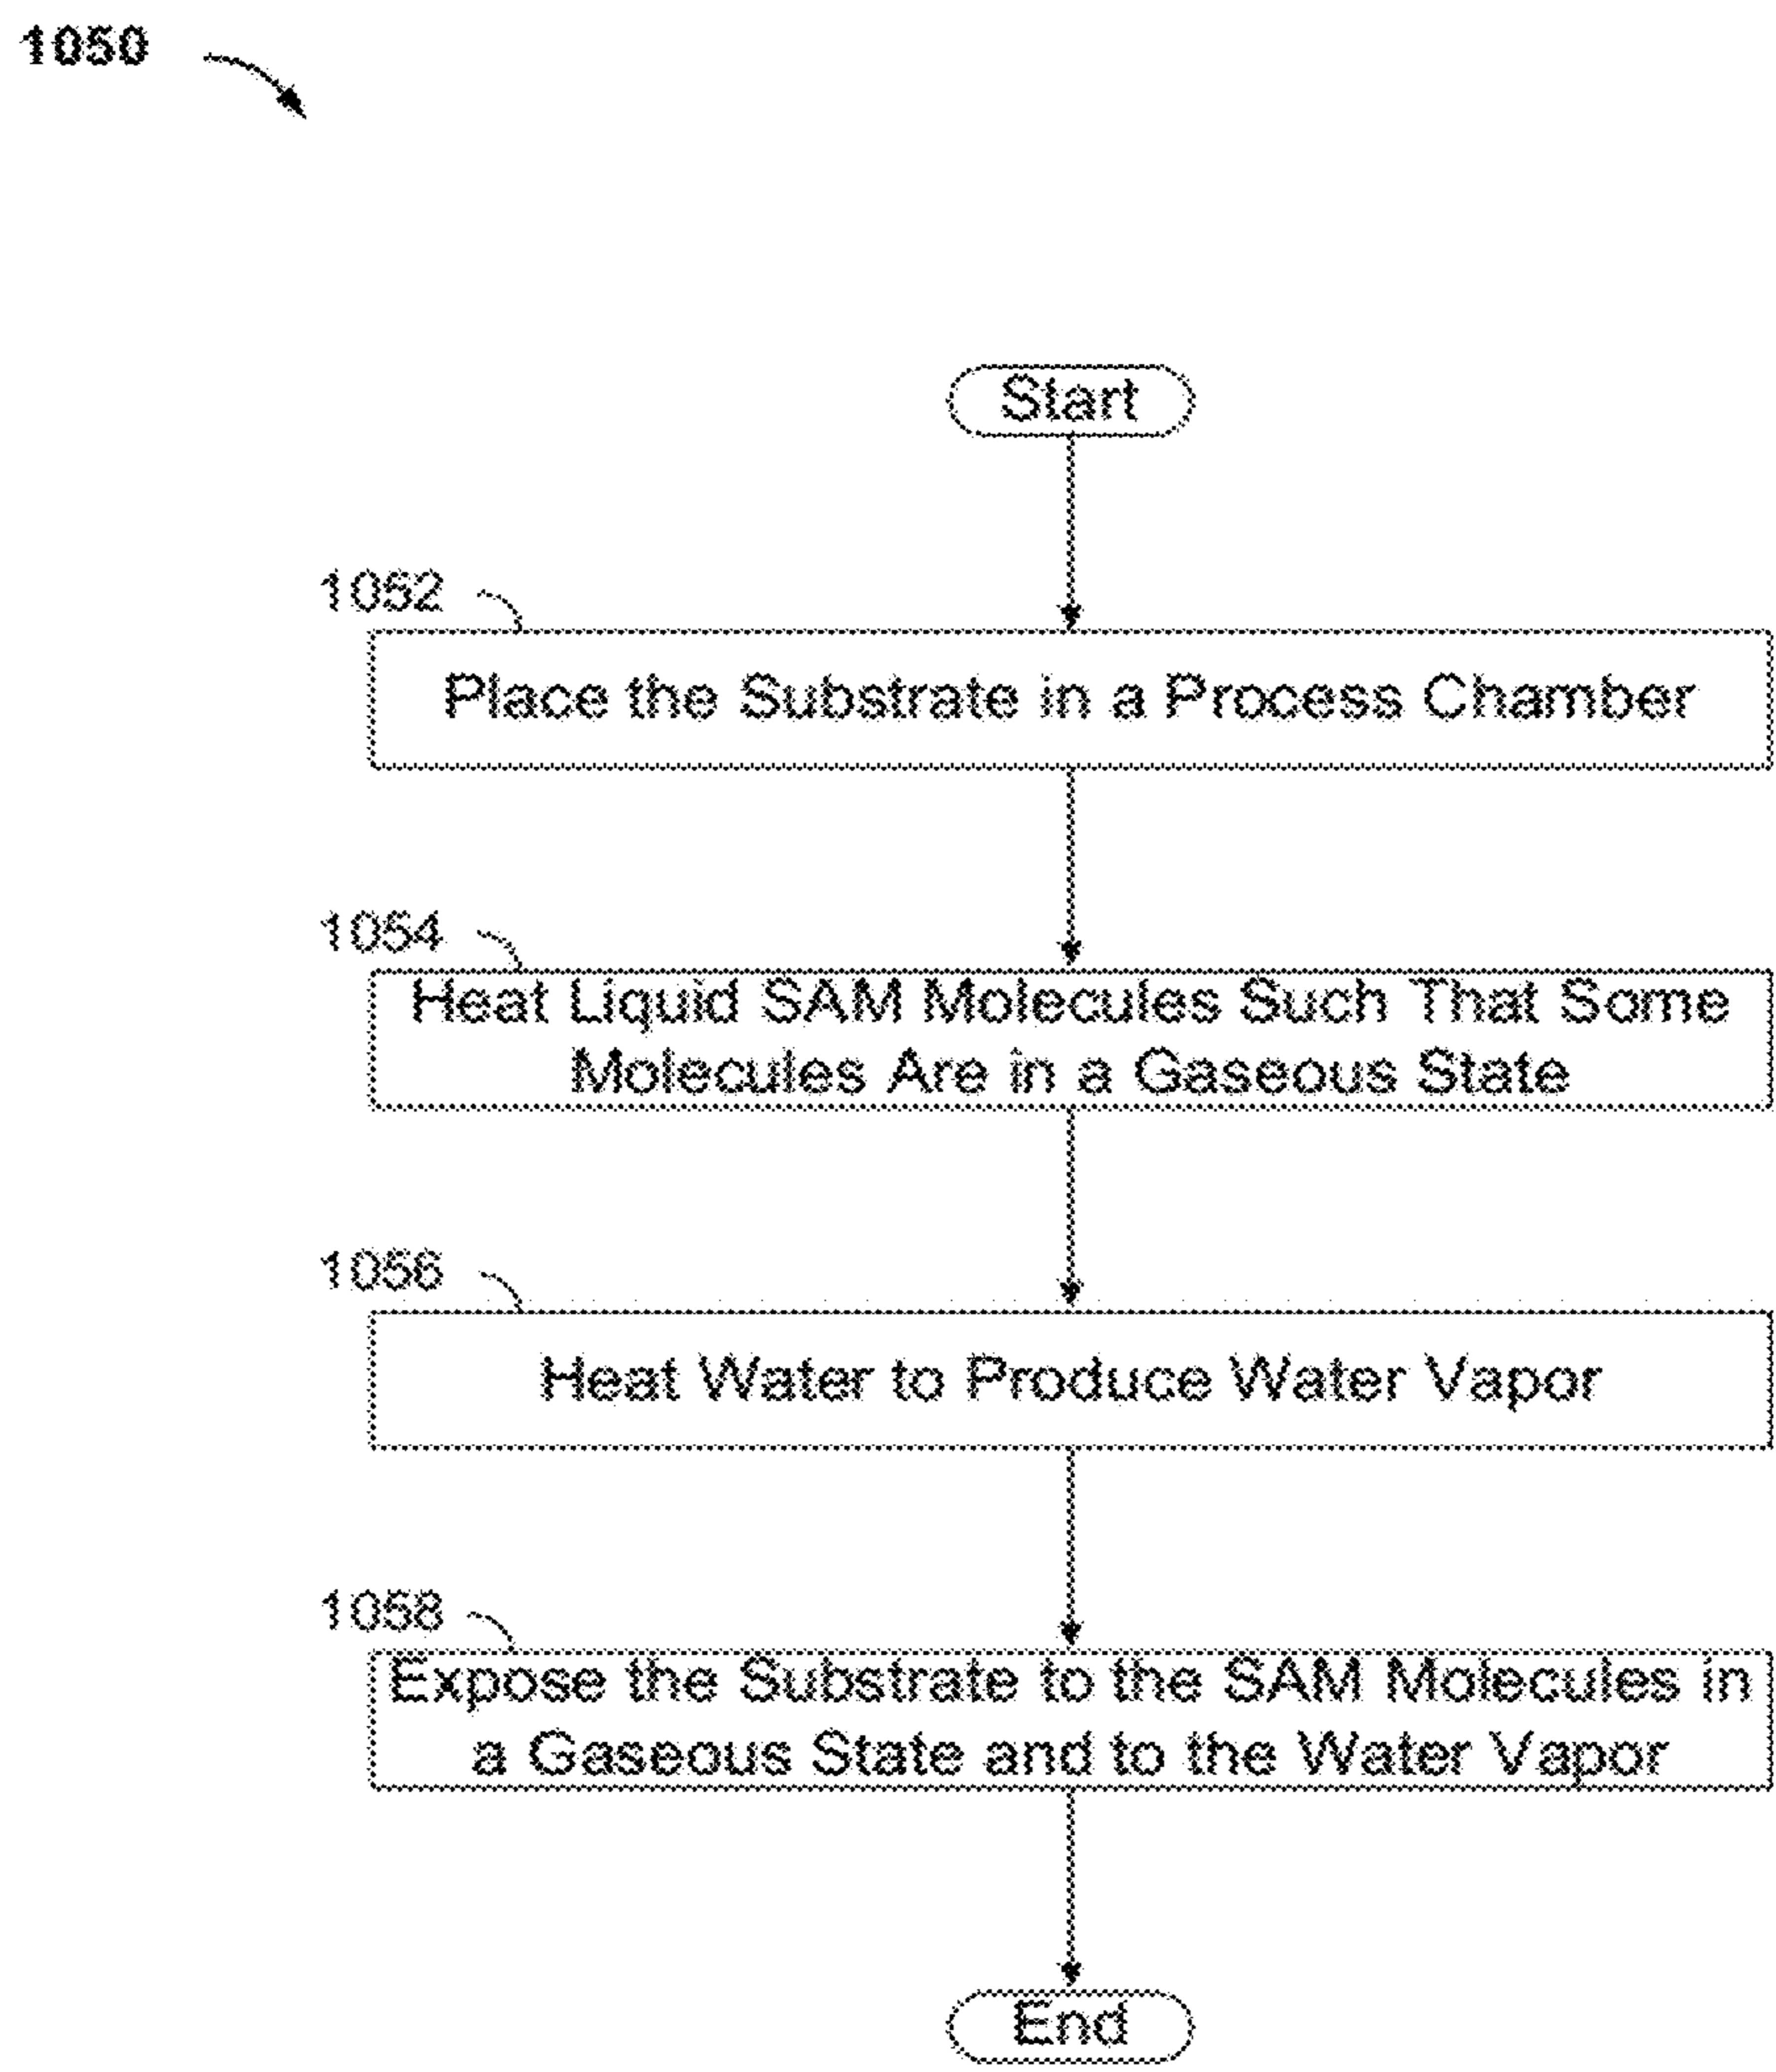 1050
Start
1052
Place the Substrate in a Process Chamber
1054
Heat Liquid SAM Molecules Such That Some
Molecules Are in a Gaseous State
1056
Heat Water to Produce Water Vapor
1058
Expose the Substrate to the SAM Molecules in
a Gaseous State and to the Water Vapor
End